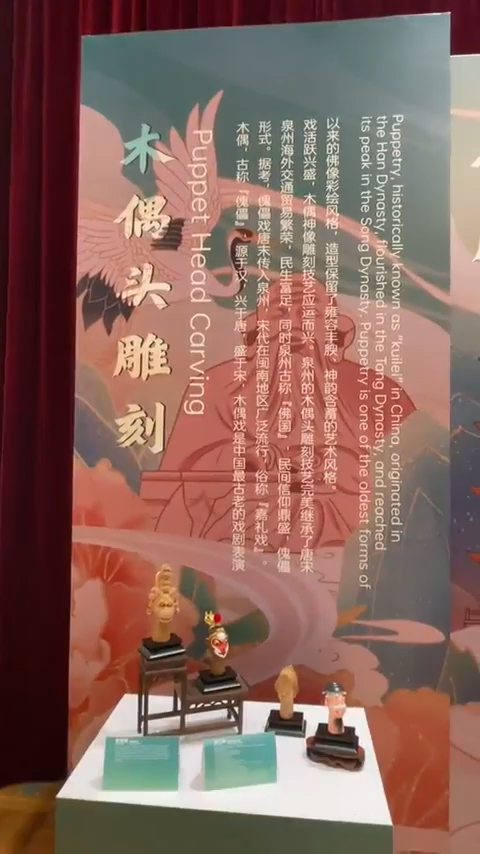 木偶头雕刻
Puppet Head Carving
木偶，古称『傀儡』，源于汉，兴于唐，盛于宋，木偶戏是中国最古老的戏剧表演
形式。据考，傀儡戏唐末传入泉州，宋代在闽南地区广泛流行，俗称『嘉礼戏』。
泉州海外交通贸易繁荣，民生富足，同时泉州古称『佛国』，民间信仰鼎盛，傀儡
戏活跃兴盛，木偶神像雕刻技艺应运而兴，泉州的木偶头雕刻技艺完美继承了唐宋
以来的佛像彩绘风格，造型保留了雍容丰腴、神韵含蓄的艺术风格。
Puppetry, historically known as "kuilei" in China, originated in
the Han Dynasty, flourished in the Tang Dynasty, and reached
its peak in the Song Dynasty. Puppetry is one of the oldest forms of